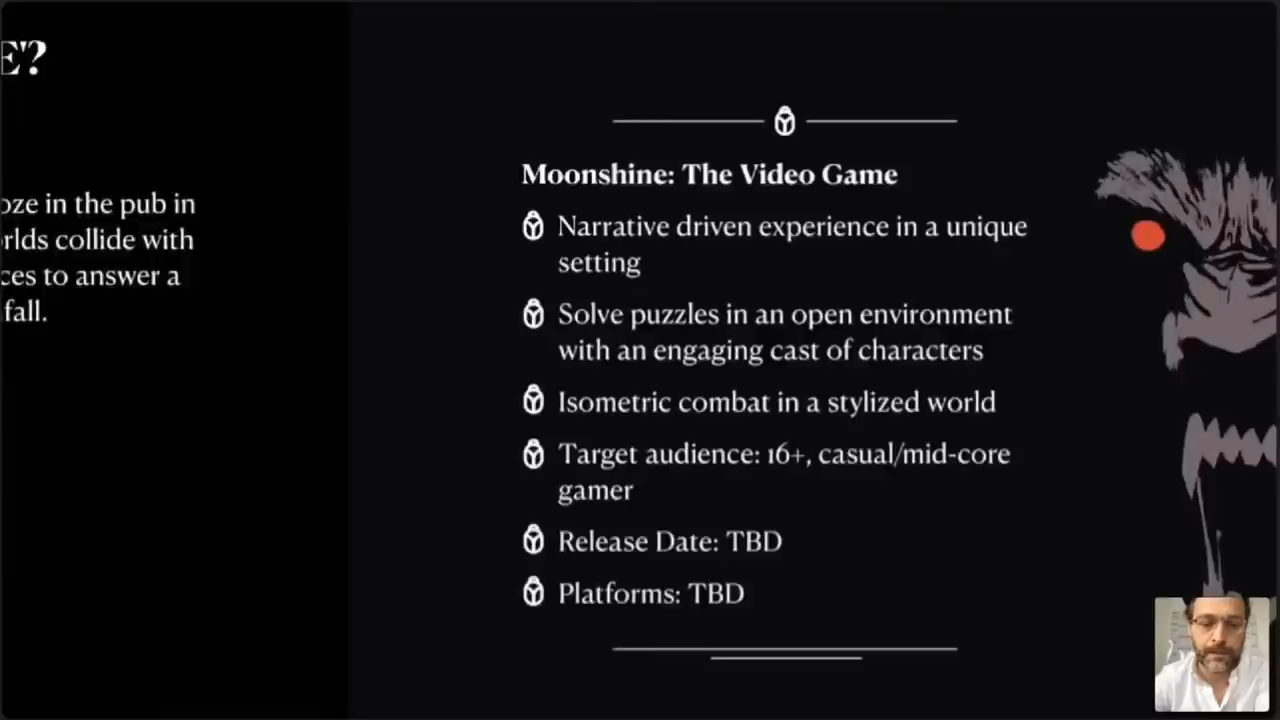 E'?
oze in the pub in
rlds collide with
ces to answer a
fall.
Moonshine: The Video Game
Narrative driven experience in a unique
setting
Solve puzzles in an open environment
with an engaging cast of characters
Isometric combat in a stylized world
Target audience: 16+, casual/mid-core
gamer
Release Date: TBD
Platforms: TBD